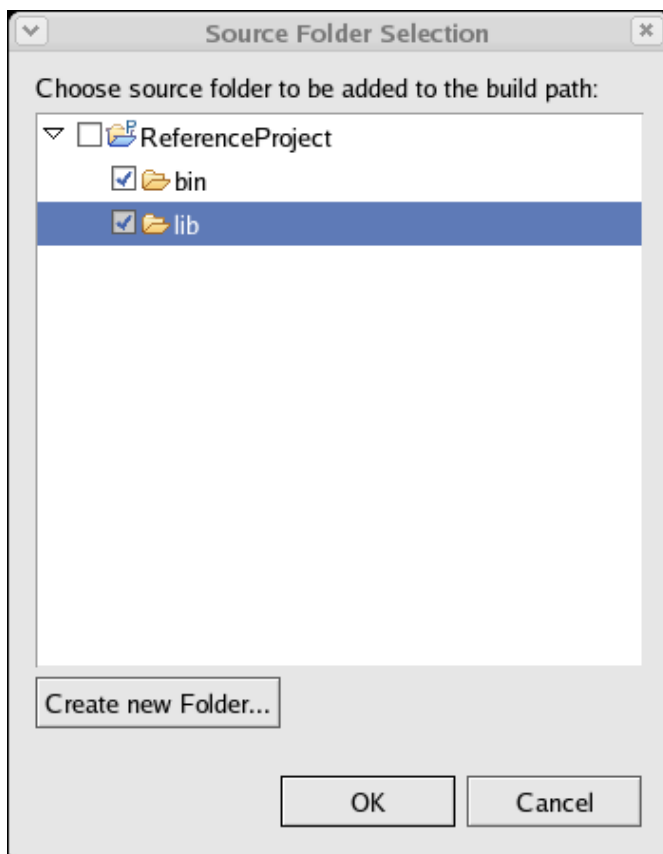 Source Folder Selection
Choose source folder to be added to the build path:
ReferenceProject
bin
lib
Create new Folder...
OK Cancel